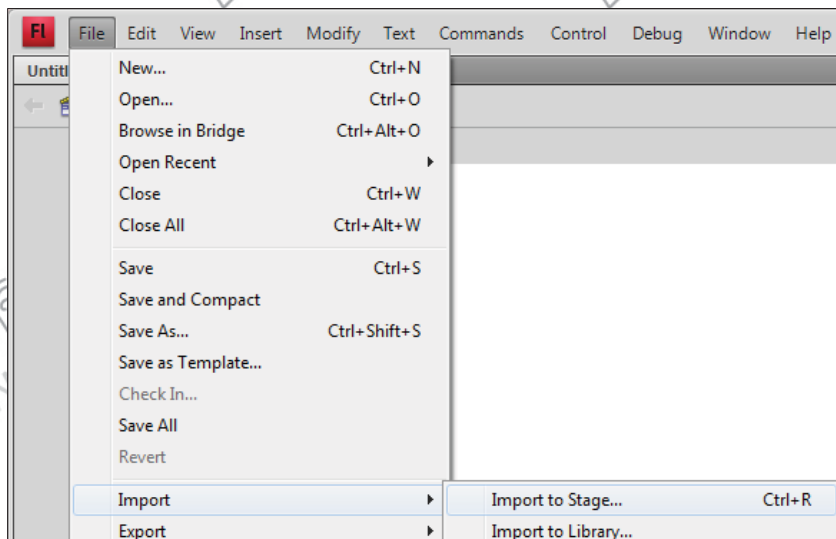 Fl File Edit View Insert Modify Text Commands Control Debug Window Help
Untitl
New... Ctrl+N
Open... Ctrl+O
Browse in Bridge Ctrl+Alt+O
Open Recent
Close Ctrl+W
Close All Ctrl+Alt+W
Save Ctrl+S
Save and Compact
Save As... Ctrl+Shift+S
Save as Template...
Check In...
Save All
Revert
Import Import to Stage... Ctrl+R
Export Import to Library...